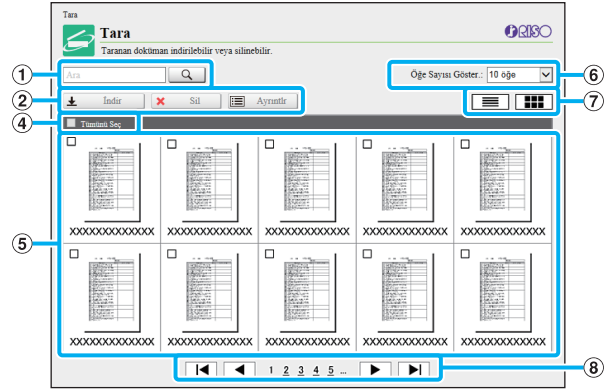 Tara
Tara
RISO
Taranan doküman indirilebilir veya silinebilir.
1
Ara
Öğe Sayısı Göster.: 10 öğe
6
2
İndir
Sil
Ayrıntlr
7
4
Tümünü Seç
XXXXXXXXXXXXX XXXXXXXXXXXXX XXXXXXXXXXXXX XXXXXXXXXXXXX XXXXXXXXXXXXX
5
XXXXXXXXXXXXX XXXXXXXXXXXXX XXXXXXXXXXXXX XXXXXXXXXXXXX XXXXXXXXXXXXX
1 2 3 4 5 ...
8